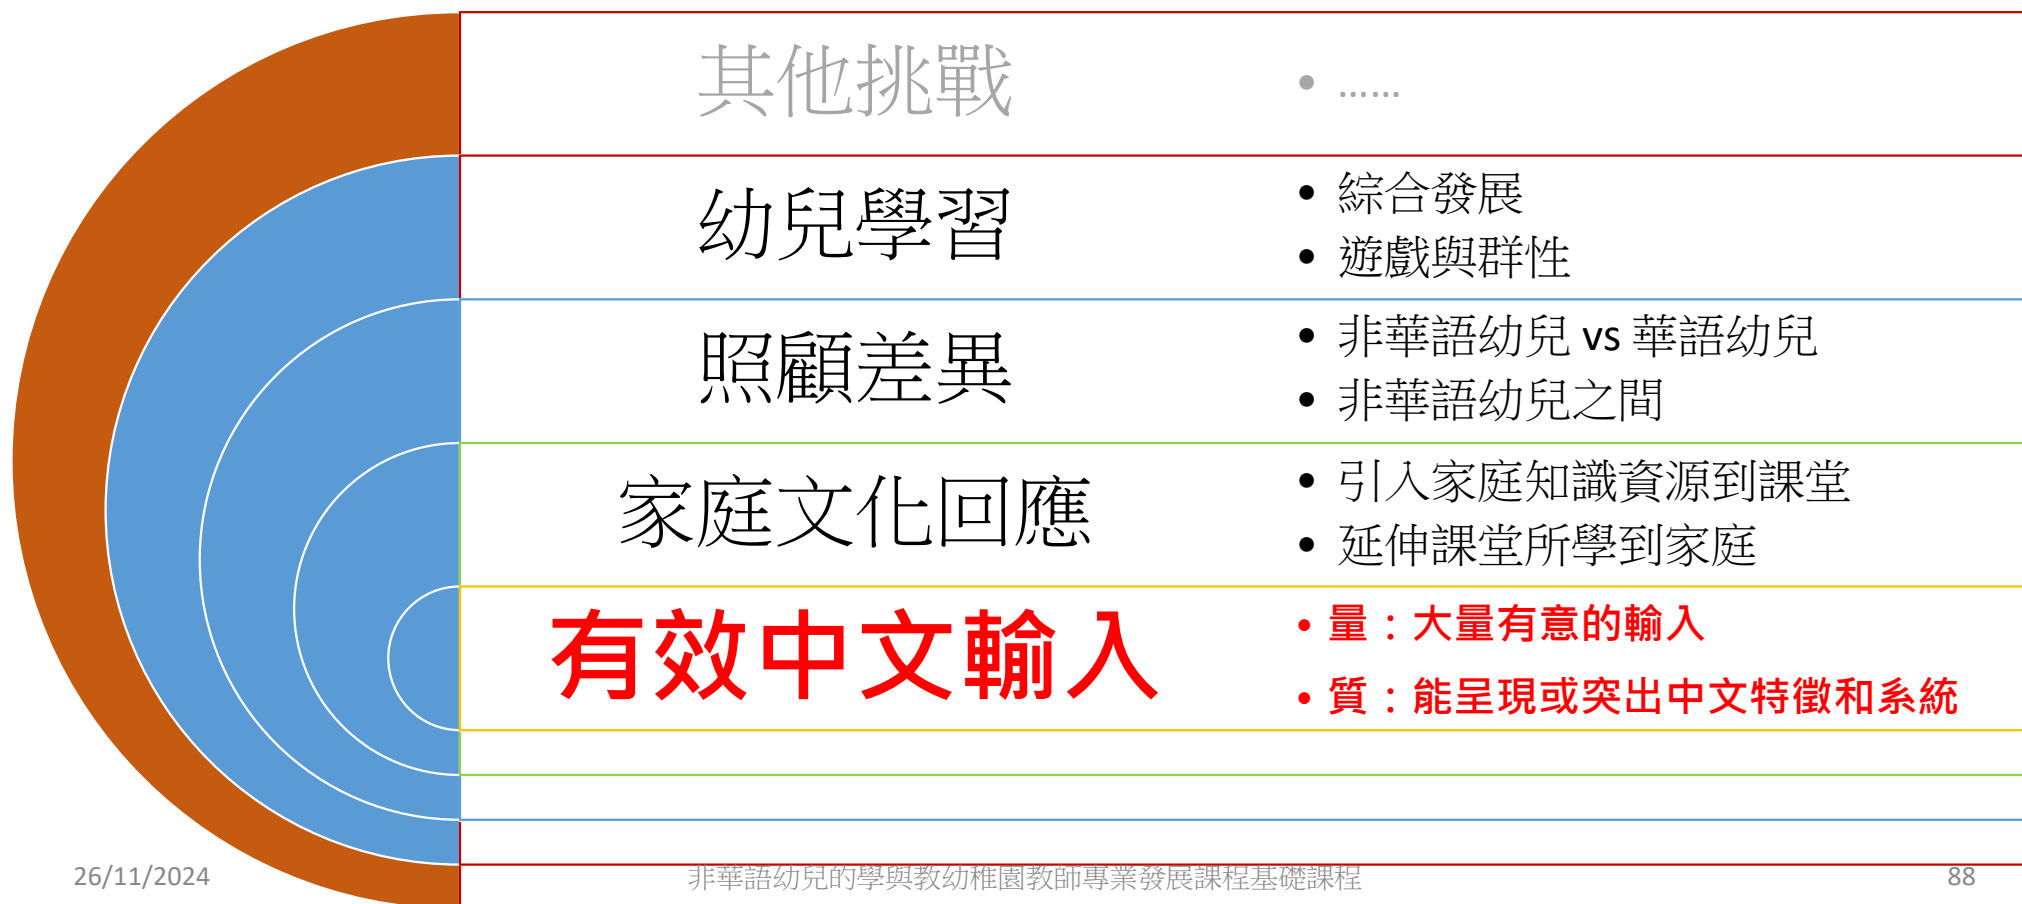 其他挑戰
• ……
幼兒學習
• 綜合發展
• 遊戲與群性
照顧差異
• 非華語幼兒 vs 華語幼兒
• 非華語幼兒之間
家庭文化回應
• 引入家庭知識資源到課堂
• 延伸課堂所學到家庭
有效中文輸入
• 量：大量有意的輸入
• 質：能呈現或突出中文特徵和系統
26/11/2024
非華語幼兒的學與教幼稚園教師專業發展課程基礎課程
88